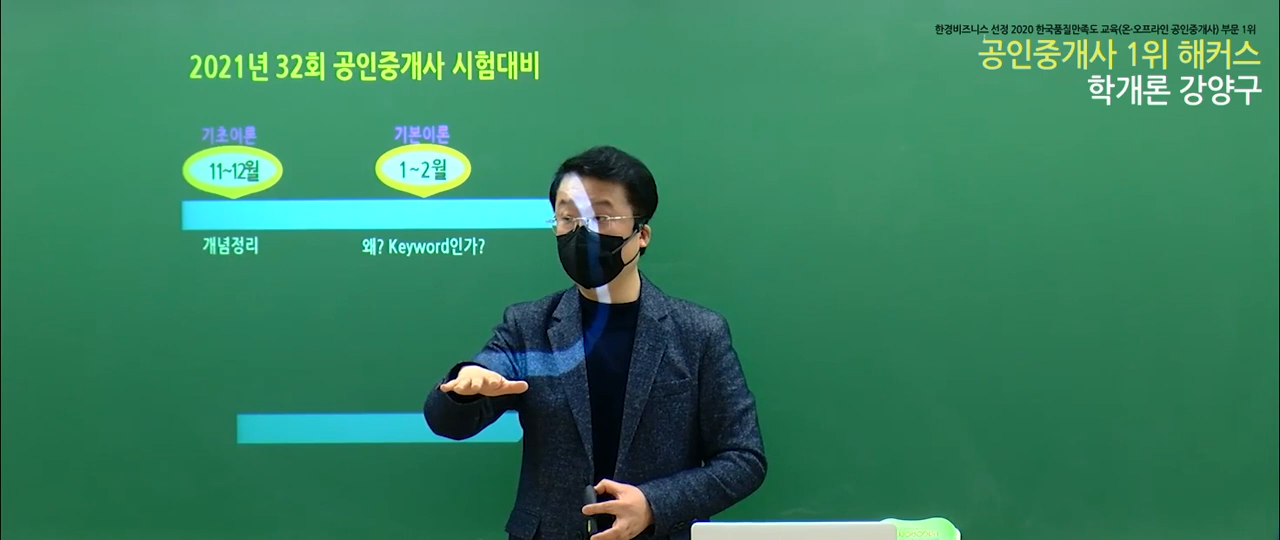 한경비즈니스 선정 2020 한국품질만족도 교육(온·오프라인 공인중개사) 부문 1위
공인중개사 1위 해커스
학개론 강양구
2021년 32회 공인중개사 시험대비
기초이론
기본이론
11~12월
1~2월
개념정리
왜? Keyword인가?